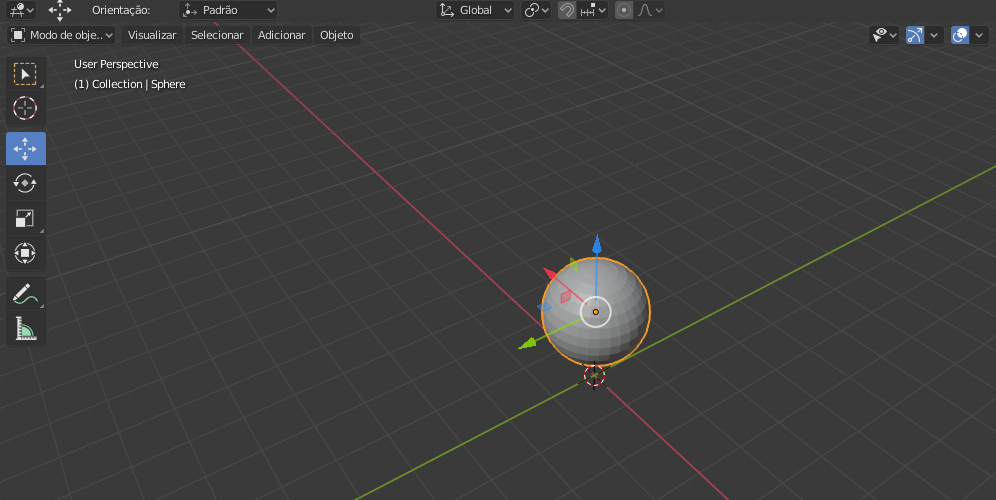 Orientação: Padrão Global
Modo de obje.. Visualizar Selecionar Adicionar Objeto
User Perspective
(1) Collection | Sphere